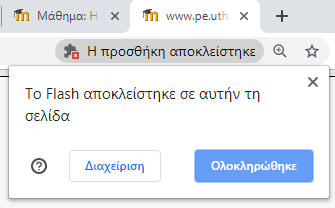 Μάθημα: Η
www.pe.uth.
Η προσθήκη αποκλείστηκε
Το Flash αποκλείστηκε σε αυτήν τη
σελίδα
Διαχείριση
Ολοκληρώθηκε